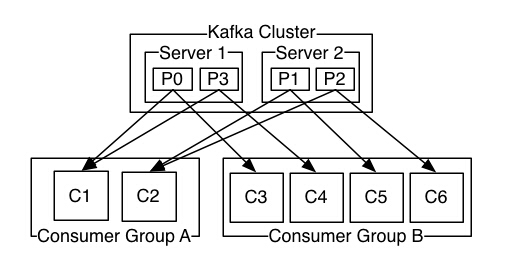 Kafka Cluster
Server 1 Server 2
P0 P3 P1 P2
C1 C2 C3 C4 C5 C6
Consumer Group A Consumer Group B